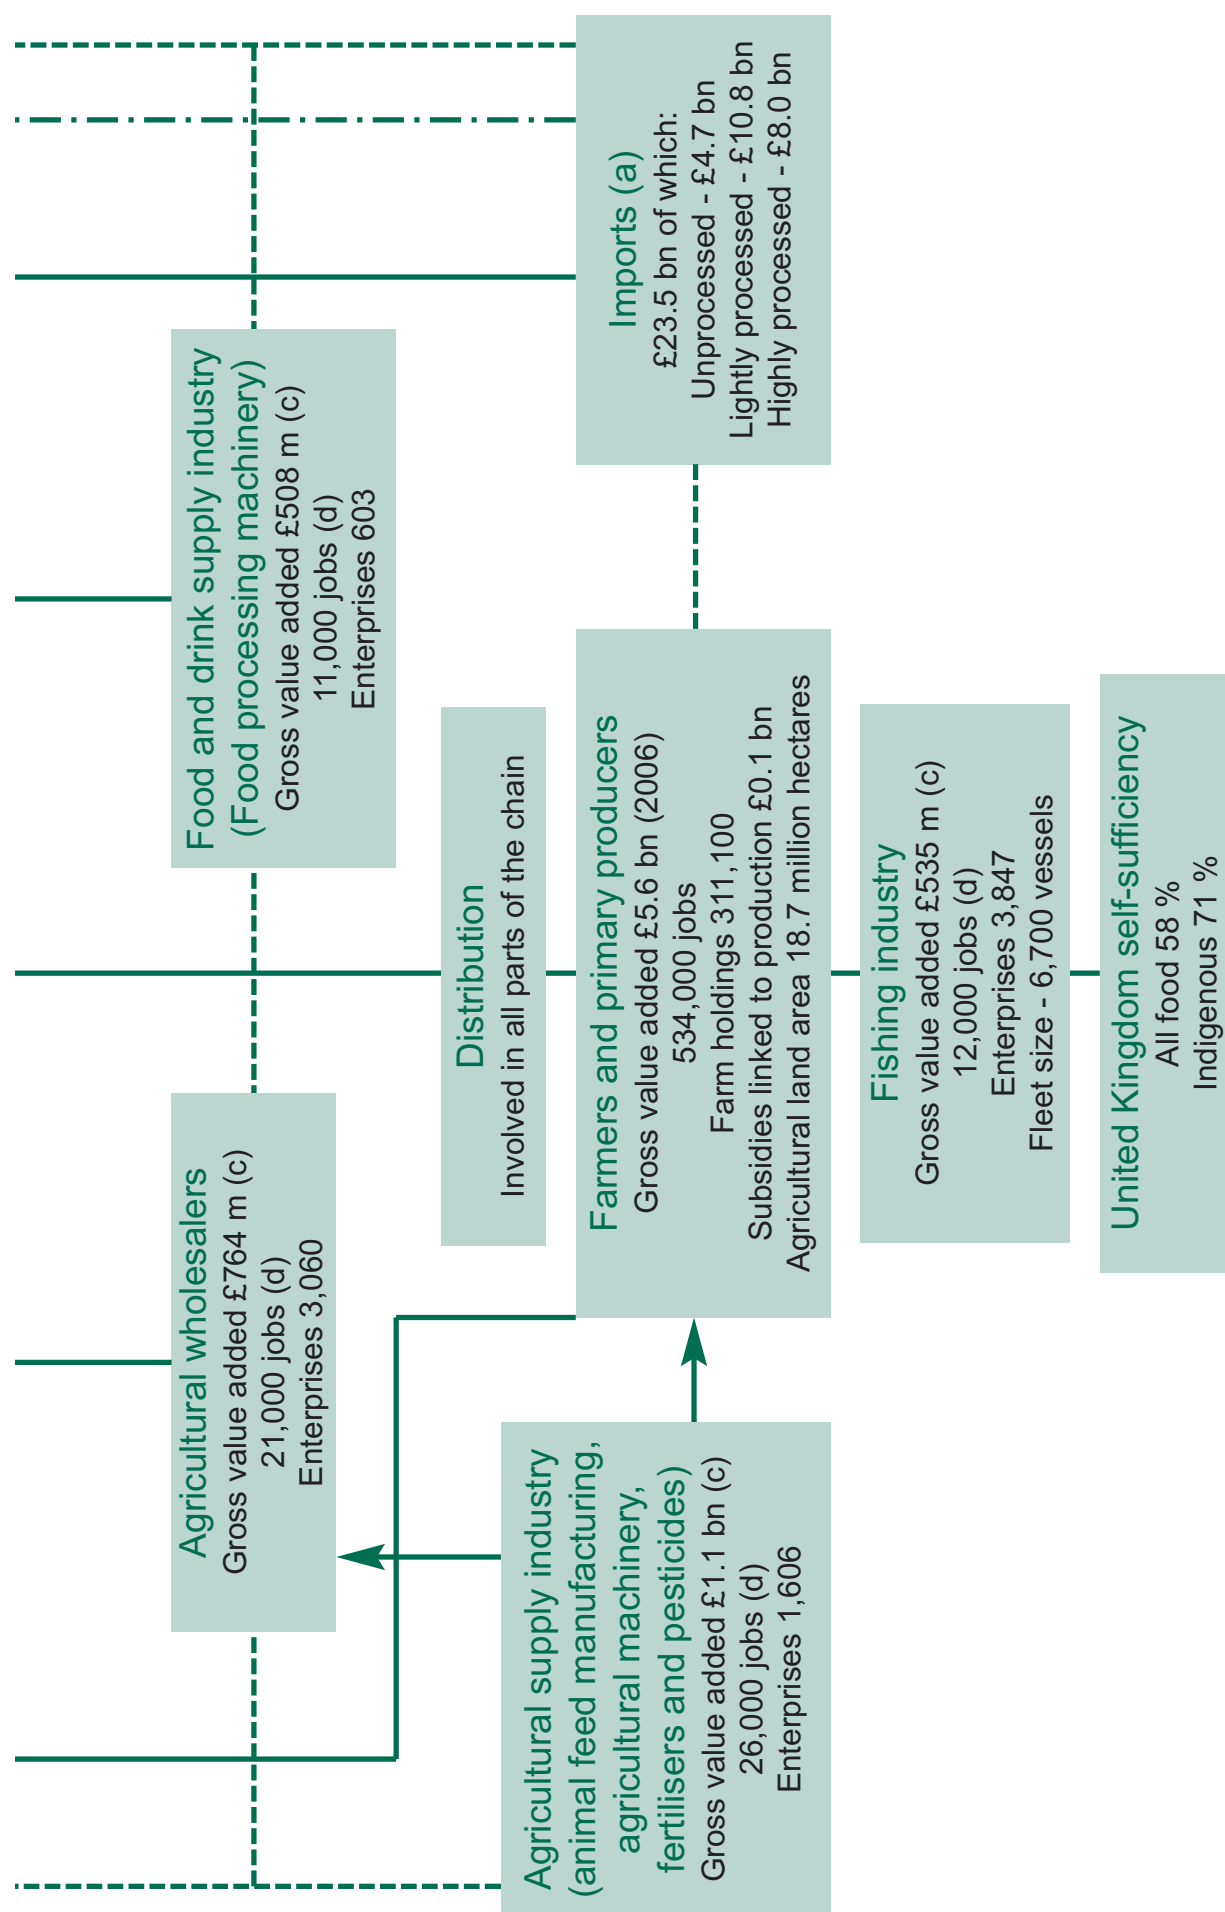 Agricultural wholesalers
Gross value added £764 m (c)
21,000 jobs (d)
Enterprises 3,060
Food and drink supply industry
(Food processing machinery)
Gross value added £508 m (c)
11,000 jobs (d)
Enterprises 603
Distribution
Involved in all parts of the chain
Agricultural supply industry
(animal feed manufacturing,
agricultural machinery,
fertilisers and pesticides)
Gross value added £1.1 bn (c)
26,000 jobs (d)
Enterprises 1,606
Farmers and primary producers
Gross value added £5.6 bn (2006)
534,000 jobs
Farm holdings 311,100
Subsidies linked to production £0.1 bn
Agricultural land area 18.7 million hectares
Imports (a)
£23.5 bn of which:
Unprocessed - £4.7 bn
Lightly processed - £10.8 bn
Highly processed - £8.0 bn
Fishing industry
Gross value added £535 m (c)
12,000 jobs (d)
Enterprises 3,847
Fleet size - 6,700 vessels
United Kingdom self-sufficiency
All food 58 %
Indigenous 71 %